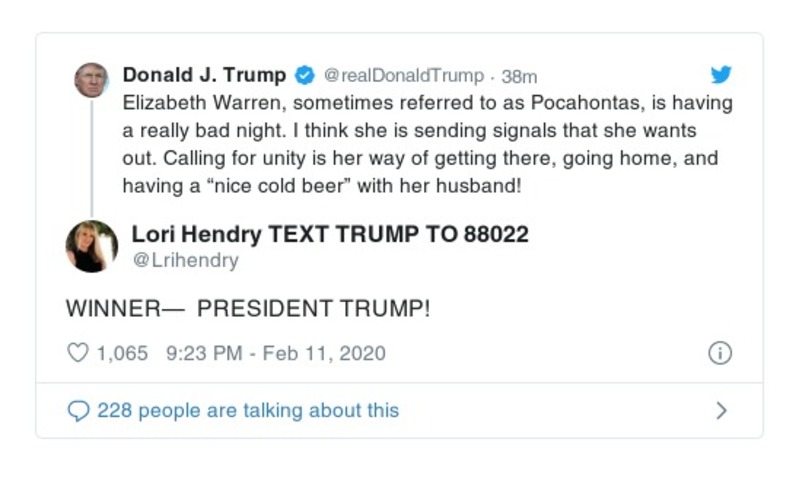 Donald J. Trump @realDonaldTrump · 38m
Elizabeth Warren, sometimes referred to as Pocahontas, is having
a really bad night. I think she is sending signals that she wants
out. Calling for unity is her way of getting there, going home, and
having a “nice cold beer” with her husband!
Lori Hendry TEXT TRUMP TO 88022
@Lrihendry
WINNER— PRESIDENT TRUMP!
1,065 9:23 PM - Feb 11, 2020
228 people are talking about this